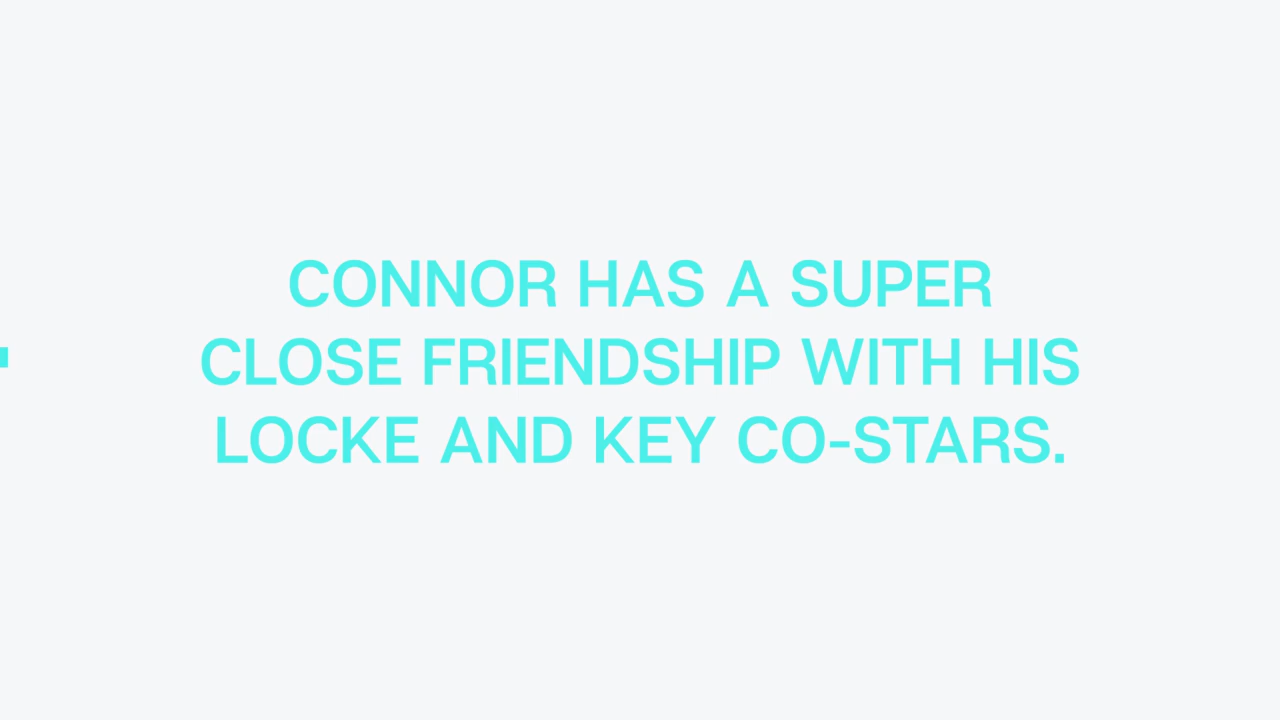 CONNOR HAS A SUPER
CLOSE FRIENDSHIP WITH HIS
LOCKE AND KEY CO-STARS.